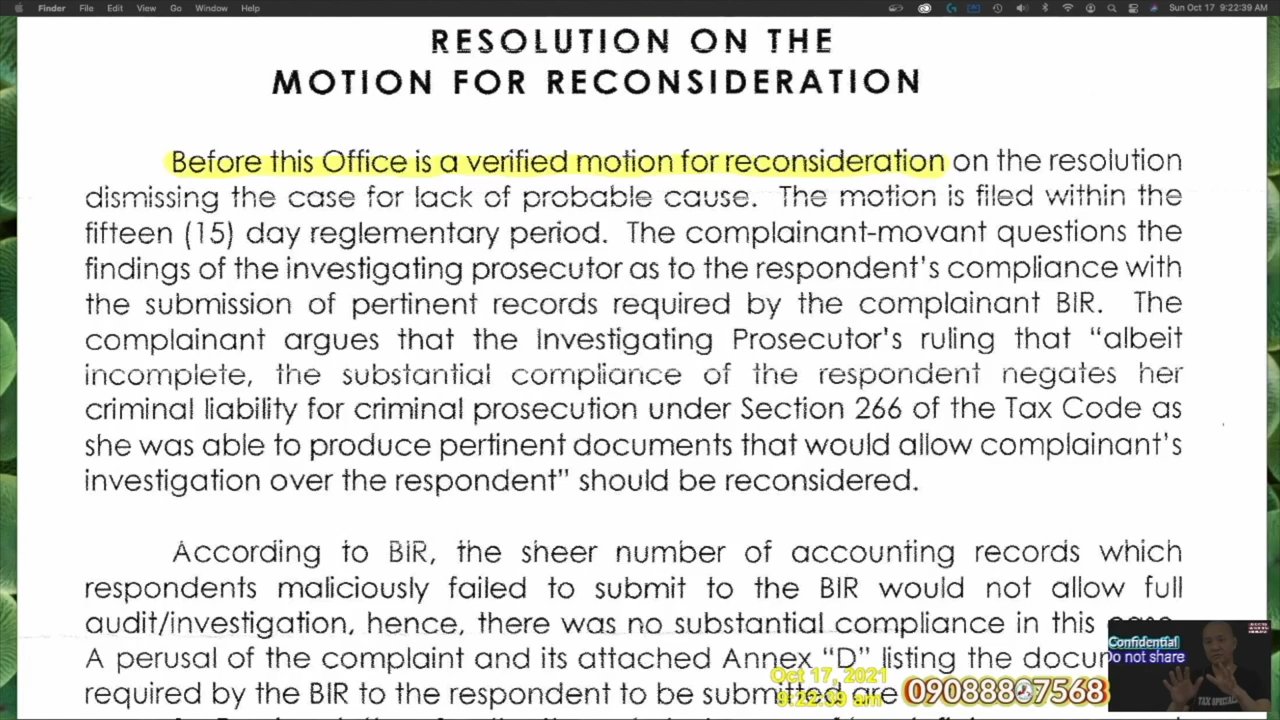 Finder File Edit View Go Window Help Sun Oct 17 9:22:39 AM
RESOLUTION ON THE
MOTION FOR RECONSIDERATION
Before this Office is a verified motion for reconsideration on the resolution
dismissing the case for lack of probable cause. The motion is filed within the
fifteen (15) day reglementary period. The complainant-movant questions the
findings of the investigating prosecutor as to the respondent's compliance with
the submission of pertinent records required by the complainant BIR. The
complainant argues that the Investigating Prosecutor's ruling that "albeit
incomplete, the substantial compliance of the respondent negates her
criminal liability for criminal prosecution under Section 266 of the Tax Code as
she was able to produce pertinent documents that would allow complainant's
investigation over the respondent" should be reconsidered.
According to BIR, the sheer number of accounting records which
respondents maliciously failed to submit to the BIR would not allow full
audit/investigation, hence, there was no substantial compliance in this
A perusal of the complaint and its attached Annex "D" listing the
required by the BIR to the respondent to be submitted are
Confidential
Do not share
Oct 17, 2021
9:22:39 am
09088807568